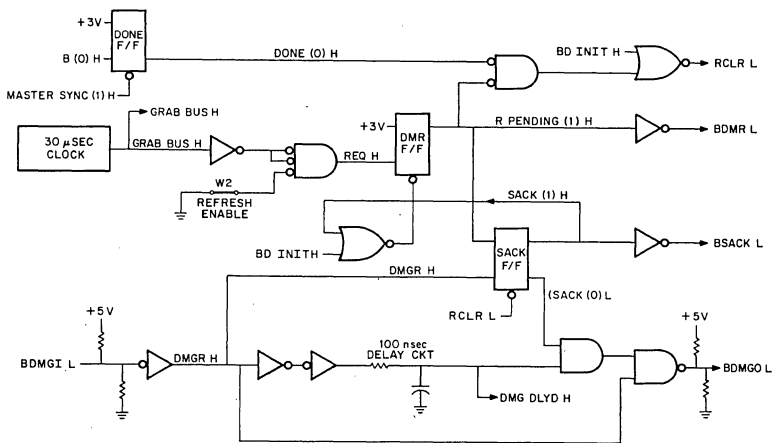 +3V
DONE
F/F
B (0) H
MASTER SYNC (1) H
DONE (0) H
BD INIT H
RCLR L
GRAB BUS H
30 μSEC
CLOCK
GRAB BUS H
+3V
DMR
F/F
R PENDING (1) H
BDMR L
REQ H
W2
REFRESH
ENABLE
SACK (1) H
BD INITH
SACK
F/F
BSACK L
DMGR H
RCLR L
(SACK (0) L
+5V
BDMGI L
DMGR H
100 nsec
DELAY CKT
DMG DLYD H
+5V
BDMGO L